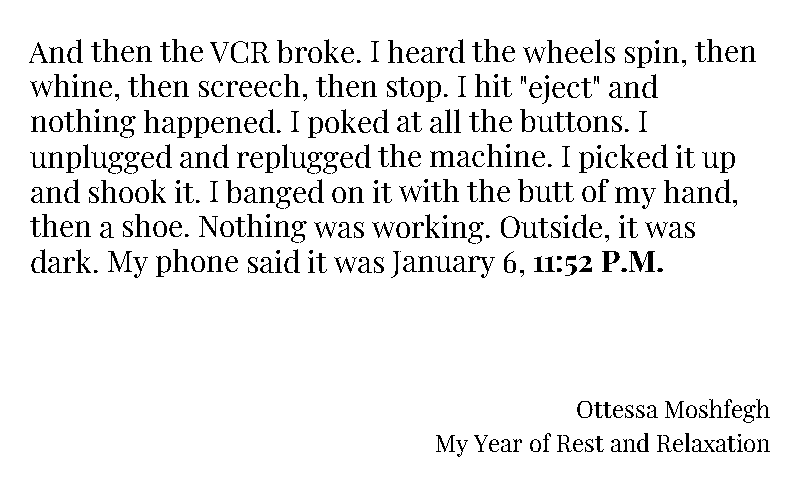 And then the VCR broke. I heard the wheels spin, then
whine, then screech, then stop. I hit "eject" and
nothing happened. I poked at all the buttons. I
unplugged and replugged the machine. I picked it up
and shook it. I banged on it with the butt of my hand,
then a shoe. Nothing was working. Outside, it was
dark. My phone said it was January 6, 11:52 P.M.
Ottessa Moshfegh
My Year of Rest and Relaxation